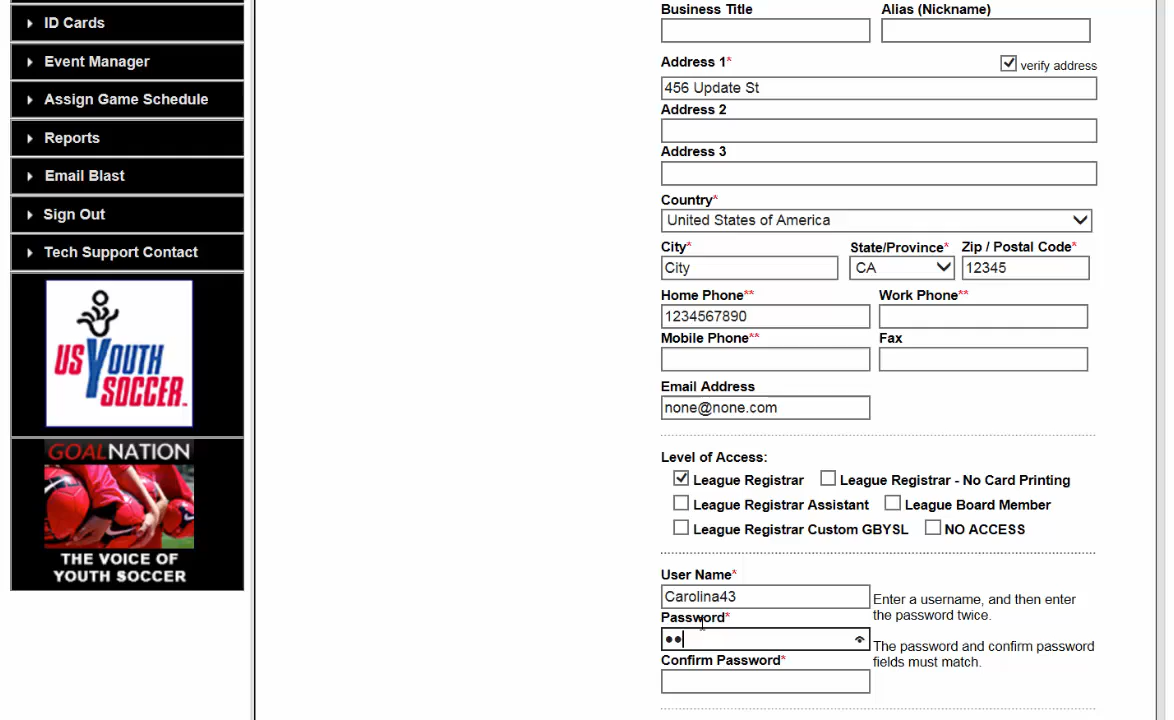 ID Cards
Event Manager
Assign Game Schedule
Reports
Email Blast
Sign Out
Tech Support Contact
US YOUTH
SOCCER
GOALNATION
THE VOICE OF
YOUTH SOCCER
Business Title Alias (Nickname)
Address 1* verify address
456 Update St
Address 2
Address 3
Country*
United States of America
City* State/Province* Zip / Postal Code*
City CA 12345
Home Phone** Work Phone**
1234567890
Mobile Phone** Fax
Email Address
none@none.com
Level of Access:
League Registrar League Registrar - No Card Printing
League Registrar Assistant League Board Member
League Registrar Custom GBYSL NO ACCESS
User Name*
Carolina43
Enter a username, and then enter
the password twice.
Password*
●●
The password and confirm password
fields must match.
Confirm Password*